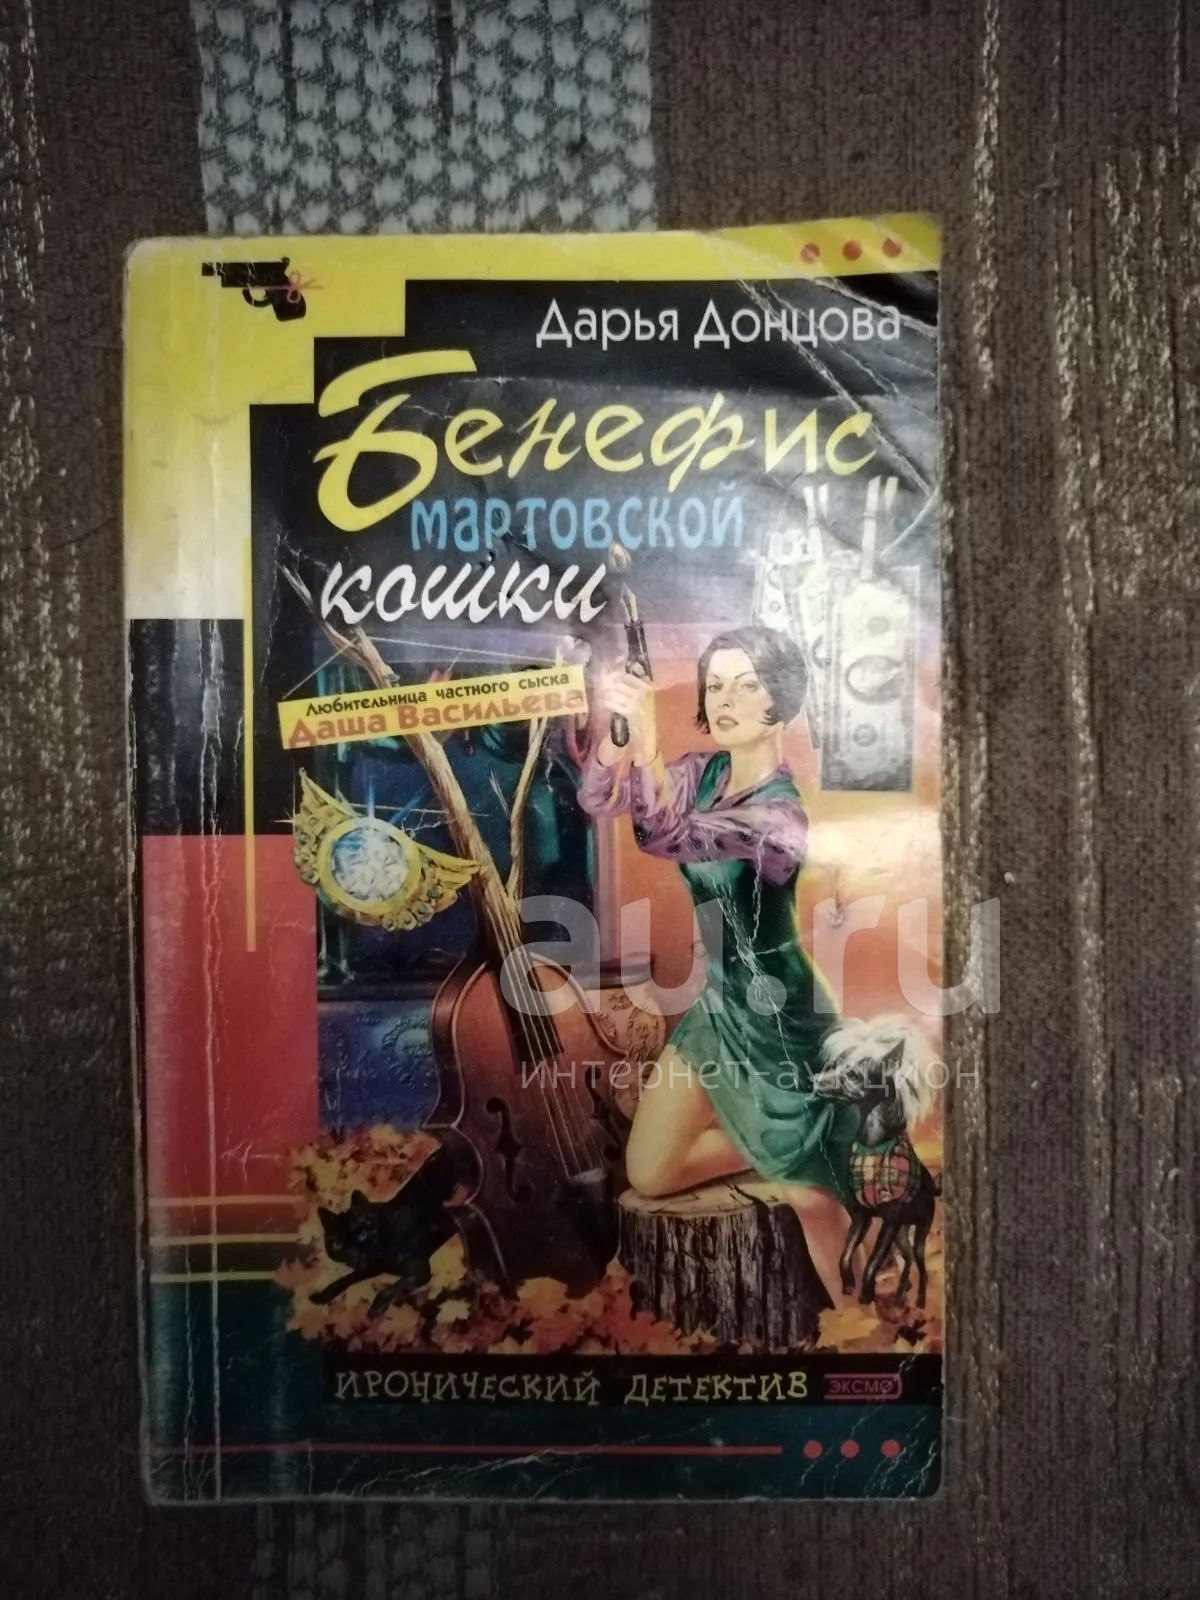 Дарья Донцова
Бенефис
мартовской
кошки
Любительница частного сыска
Даша Васильева
au.ru
интернет-аукцион
ИРОНИЧЕСКИЙ ДЕТЕКТИВ ЭКСМО